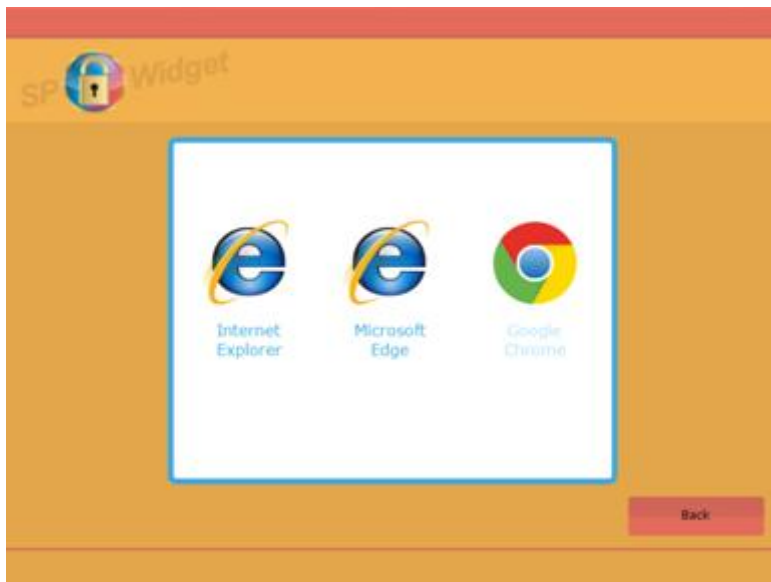 SP Widget
Internet
Explorer
Microsoft
Edge
Google
Chrome
Back